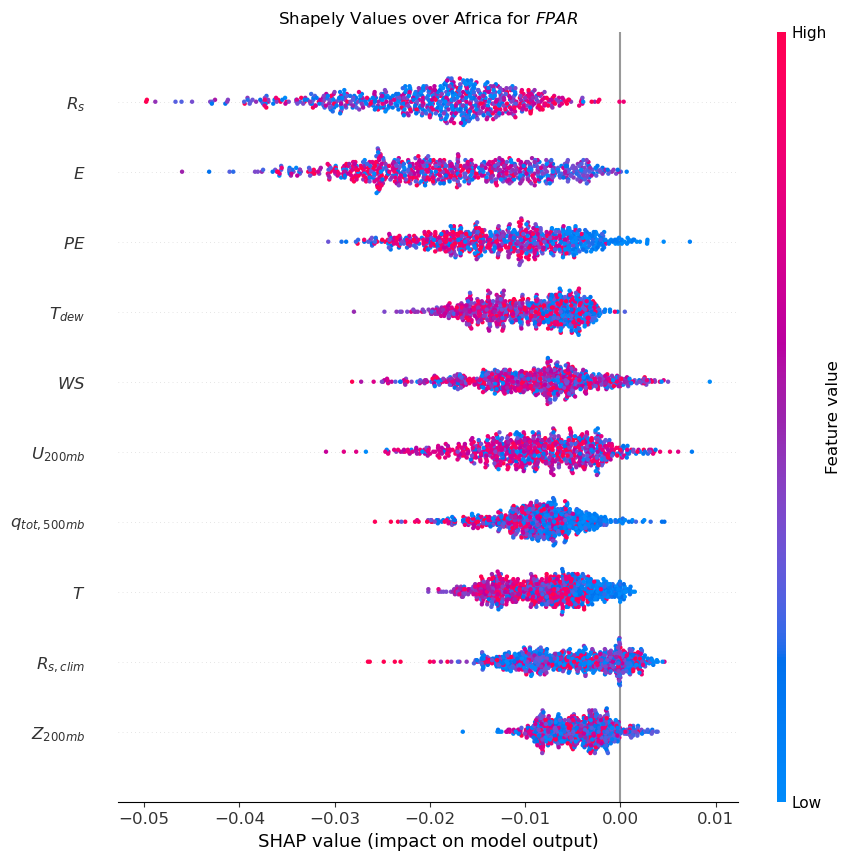 Shapely Values over Africa for FPAR
High
R_s
E
PE
T_dew
WS
U_200mb
q_tot,500mb
T
R_s,clim
Z_200mb
Feature value
Low
−0.05 −0.04 −0.03 −0.02 −0.01 0.00 0.01
SHAP value (impact on model output)